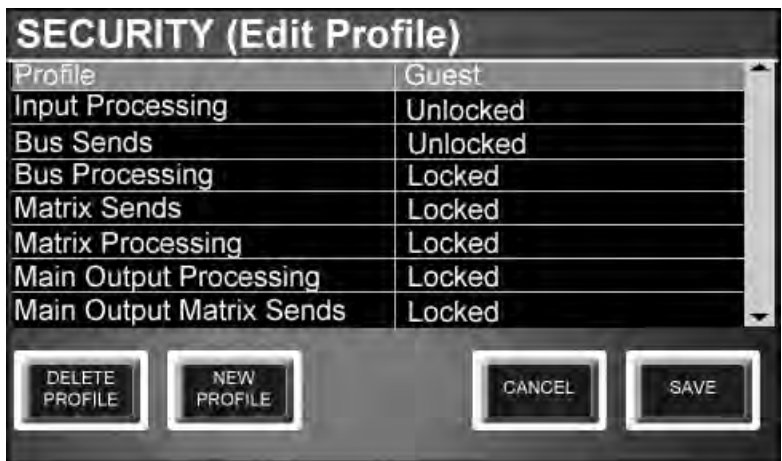 SECURITY (Edit Profile)
Profile Guest
Input Processing Unlocked
Bus Sends Unlocked
Bus Processing Locked
Matrix Sends Locked
Matrix Processing Locked
Main Output Processing Locked
Main Output Matrix Sends Locked
DELETE PROFILE
NEW PROFILE
CANCEL
SAVE